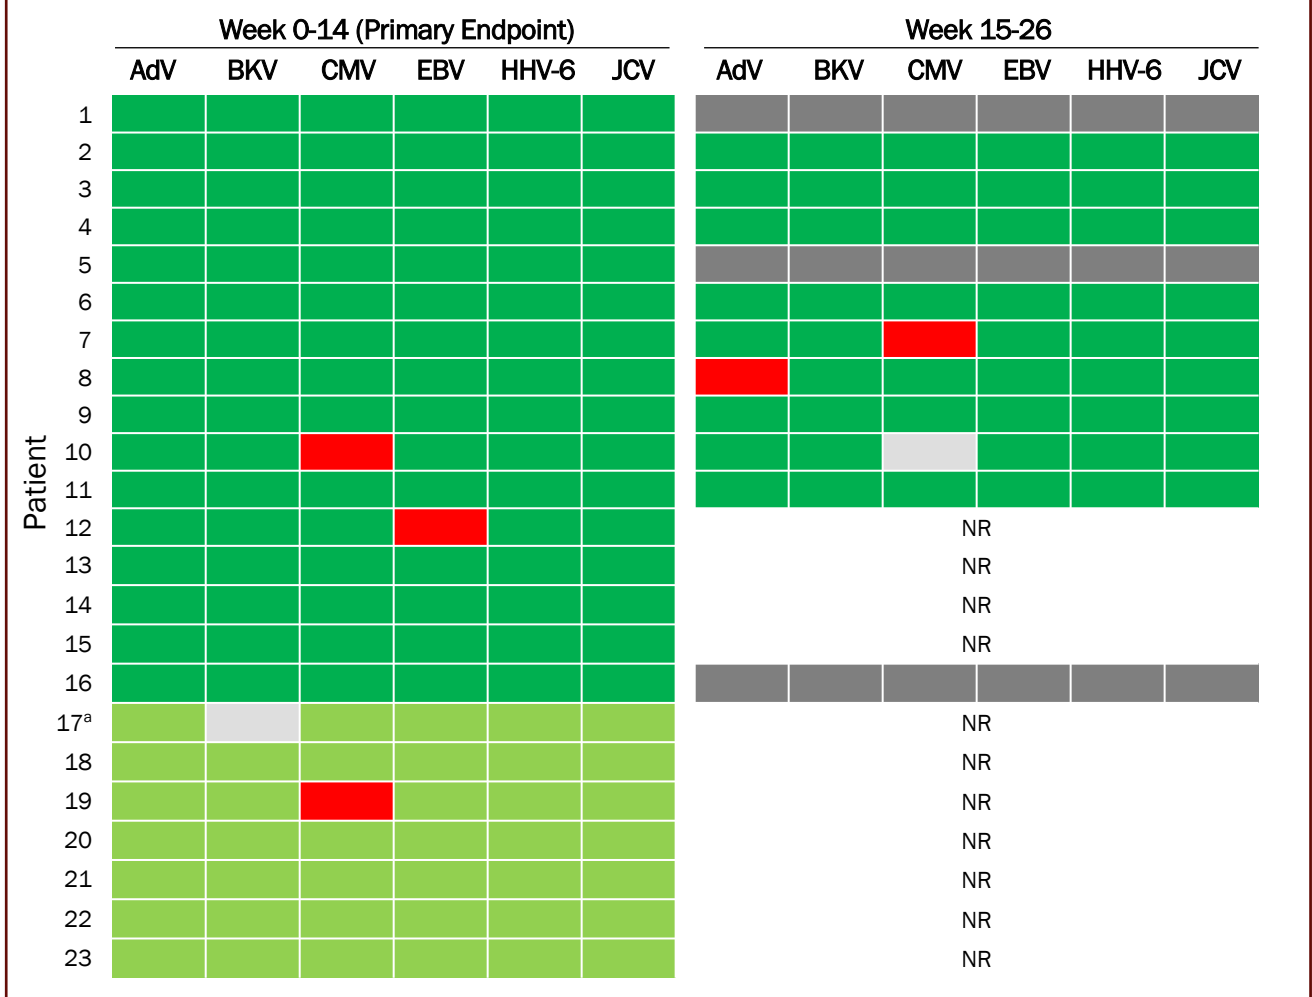 Week 0-14 (Primary Endpoint) Week 15-26
AdV BKV CMV EBV HHV-6 JCV AdV BKV CMV EBV HHV-6 JCV
Patient
1
2
3
4
5
6
7
8
9
10
11
12 NR
13 NR
14 NR
15 NR
16
17ᵃ NR
18 NR
19 NR
20 NR
21 NR
22 NR
23 NR